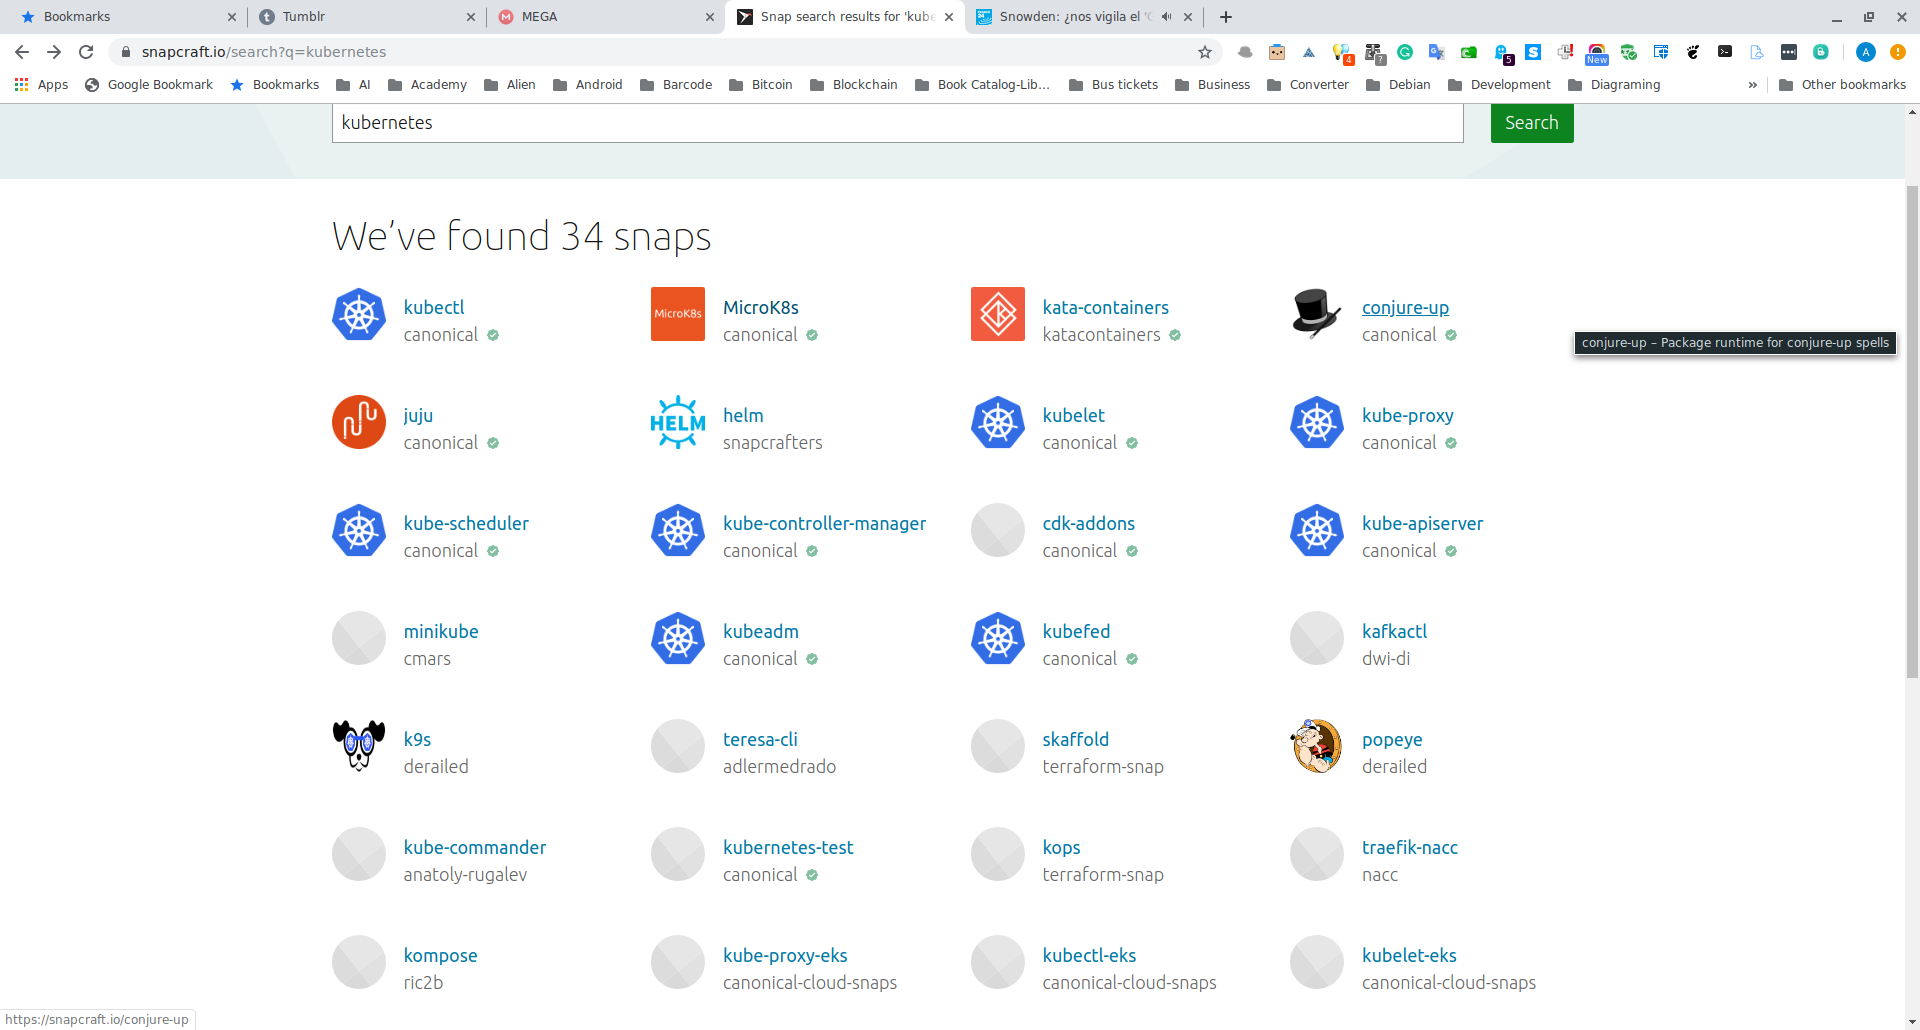 Bookmarks
Tumblr
MEGA
Snap search results for 'kube
Snowden: ¿nos vigila el '
snapcraft.io/search?q=kubernetes
4
?
5
New
A
Apps
Google Bookmark
Bookmarks
AI
Academy
Alien
Android
Barcode
Bitcoin
Blockchain
Book Catalog-Lib...
Bus tickets
Business
Converter
Debian
Development
Diagraming
»
Other bookmarks
kubernetes
Search
We've found 34 snaps
kubectl
canonical
MicroK8s
MicroK8s
canonical
kata-containers
katacontainers
conjure-up
canonical
conjure-up – Package runtime for conjure-up spells
juju
canonical
HELM
helm
snapcrafters
kubelet
canonical
kube-proxy
canonical
kube-scheduler
canonical
kube-controller-manager
canonical
cdk-addons
canonical
kube-apiserver
canonical
minikube
cmars
kubeadm
canonical
kubefed
canonical
kafkactl
dwi-di
k9s
derailed
teresa-cli
adlermedrado
skaffold
terraform-snap
popeye
derailed
kube-commander
anatoly-rugalev
kubernetes-test
canonical
kops
terraform-snap
traefik-nacc
nacc
kompose
ric2b
kube-proxy-eks
canonical-cloud-snaps
kubectl-eks
canonical-cloud-snaps
kubelet-eks
canonical-cloud-snaps
https://snapcraft.io/conjure-up